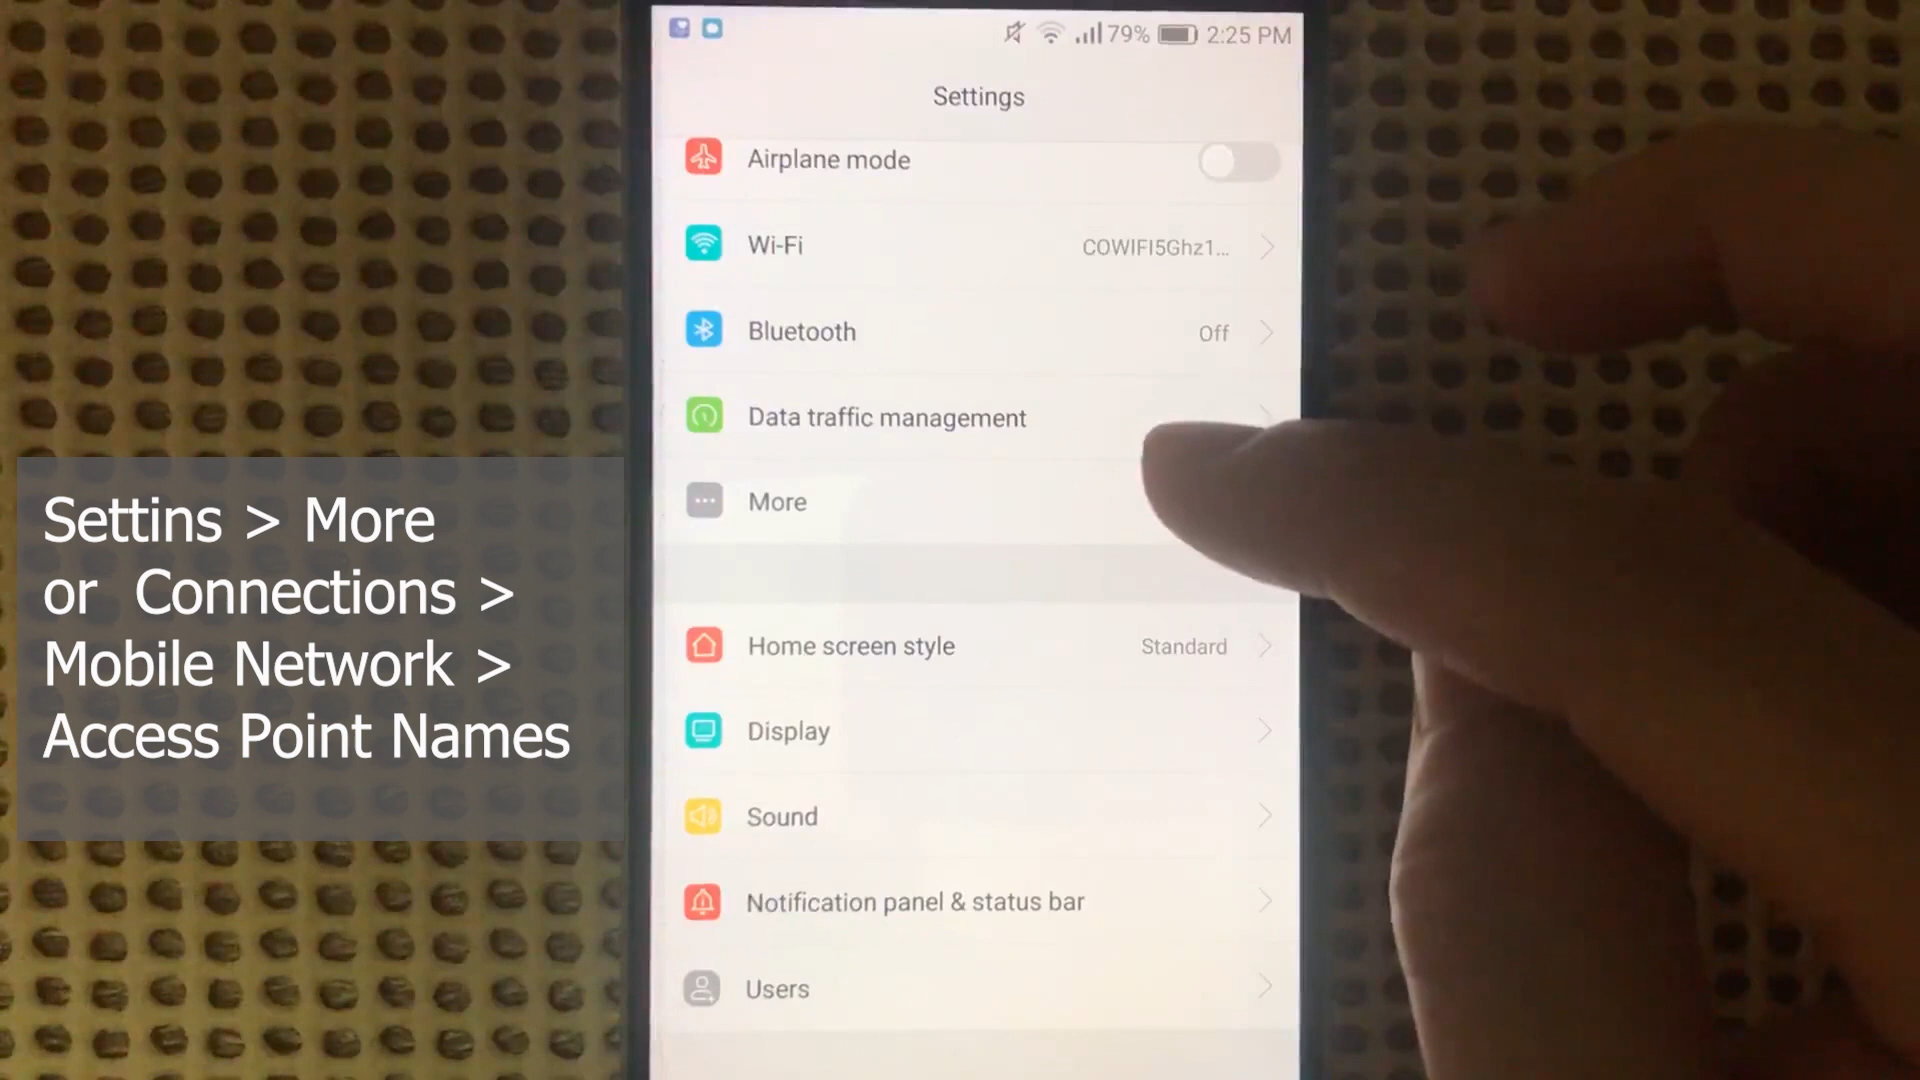 79% 2:25 PM
Settings
Airplane mode
Wi-Fi COWIFI5Ghz1...
Bluetooth Off
Data traffic management
More
Home screen style Standard
Display
Sound
Notification panel & status bar
Users
Settins > More
or Connections >
Mobile Network >
Access Point Names